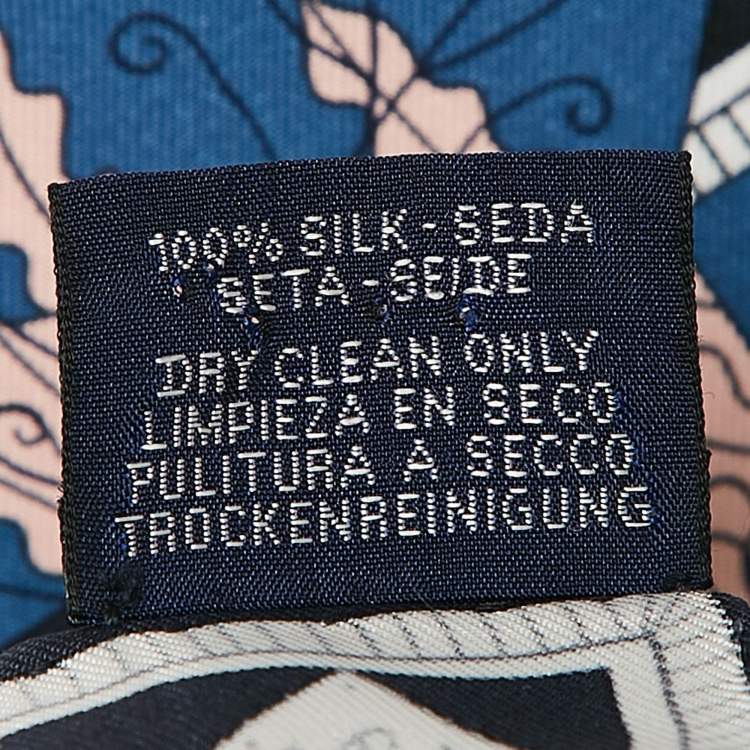 100% SILK - SEDA
SETA - SEIDE
DRY CLEAN ONLY
LIMPIEZA EN SECO
PULITURA A SECCO
TROCKENREINIGUNG